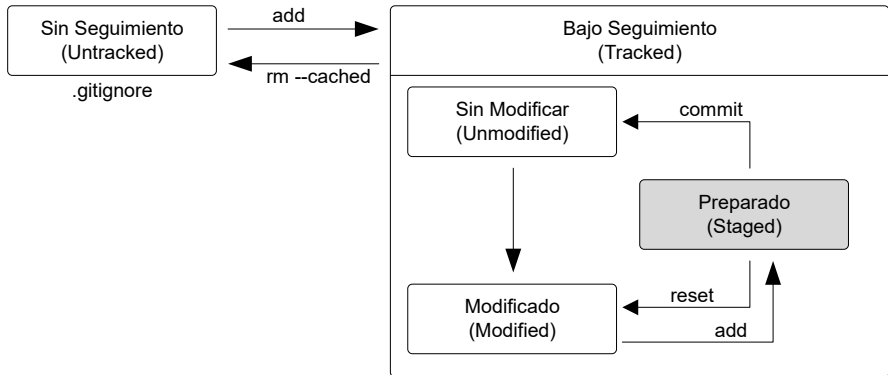 Sin Seguimiento
(Untracked)
add
rm --cached
.gitignore
Bajo Seguimiento
(Tracked)
Sin Modificar
(Unmodified)
commit
Preparado
(Staged)
Modificado
(Modified)
reset
add